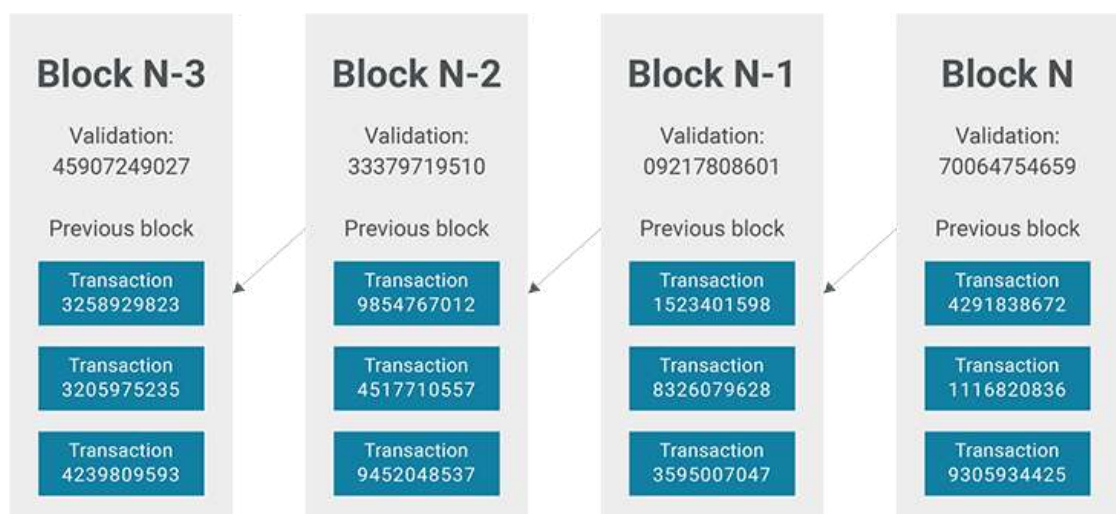 Block N-3
Validation:
45907249027
Previous block
Transaction
3258929823
Transaction
3205975235
Transaction
4239809593
Block N-2
Validation:
33379719510
Previous block
Transaction
9854767012
Transaction
4517710557
Transaction
9452048537
Block N-1
Validation:
09217808601
Previous block
Transaction
1523401598
Transaction
8326079628
Transaction
3595007047
Block N
Validation:
70064754659
Previous block
Transaction
4291838672
Transaction
1116820836
Transaction
9305934425